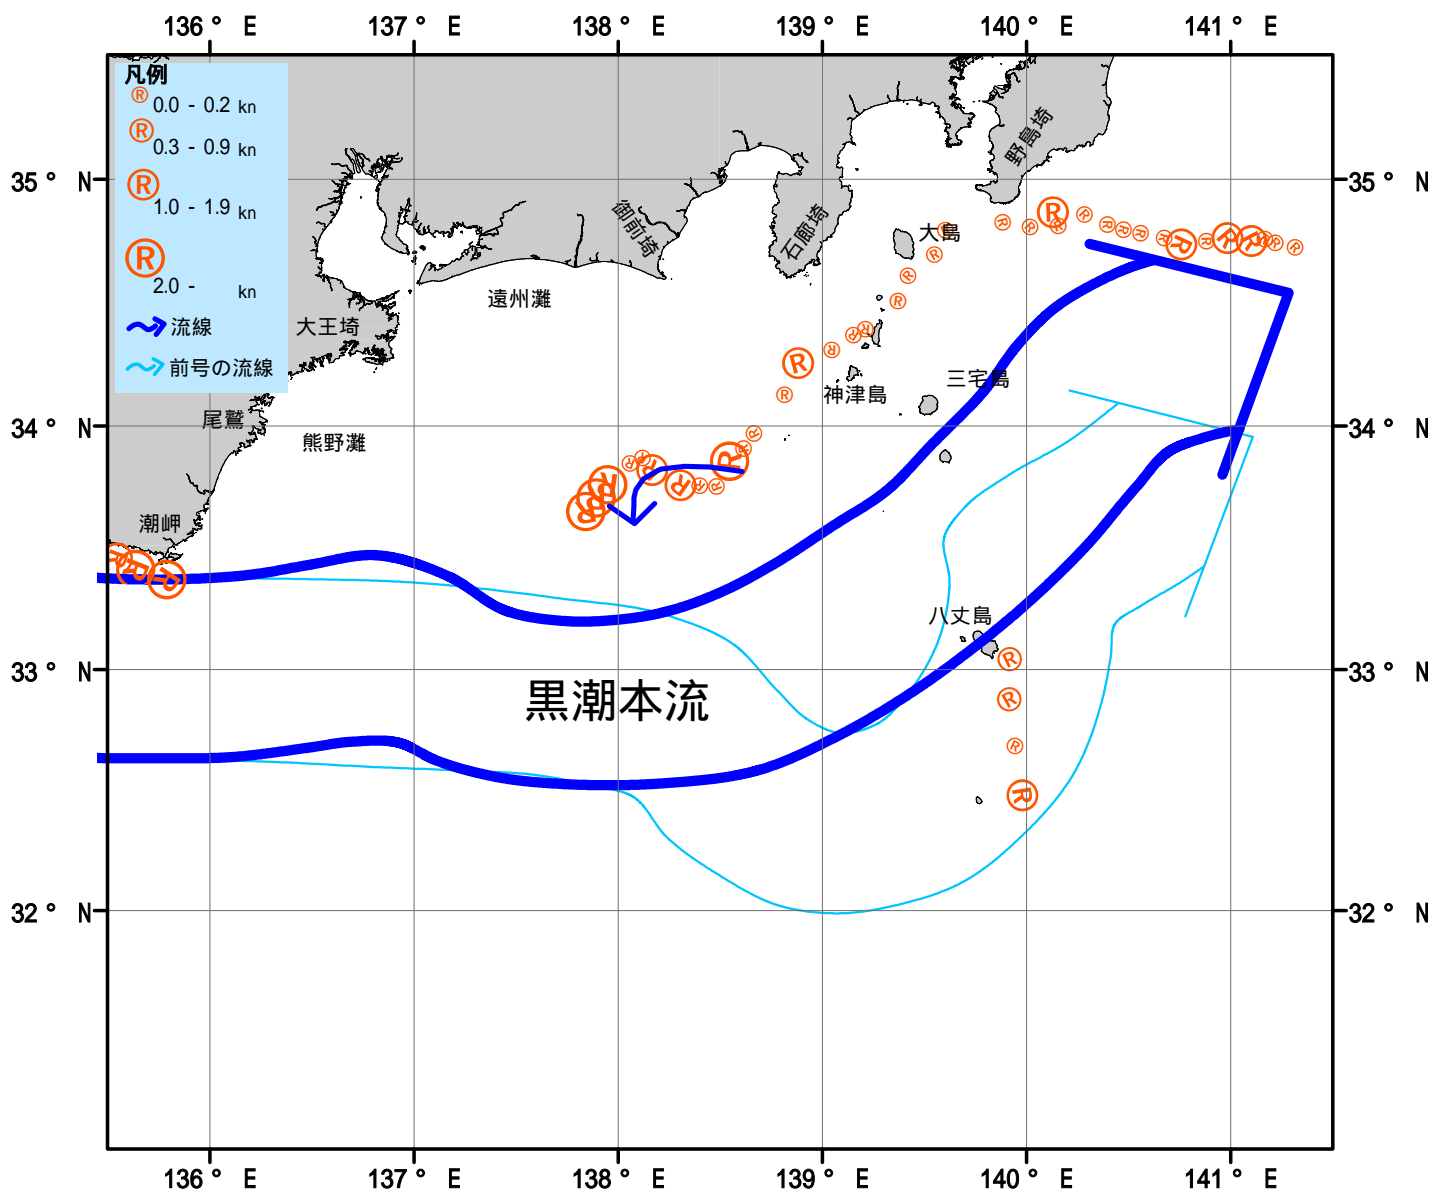 136° E 137° E 138° E 139° E 140° E 141° E
凡例
R 0.0 - 0.2 kn
R 0.3 - 0.9 kn
R 1.0 - 1.9 kn
R 2.0 - kn
流線
前号の流線
野島埼
35° N 35° N
御前埼
石廊埼
大島
遠州灘
大王埼
三宅島
神津島
尾鷲
34° N 34° N
熊野灘
潮岬
八丈島
33° N 33° N
黒潮本流
32° N 32° N
136° E 137° E 138° E 139° E 140° E 141° E